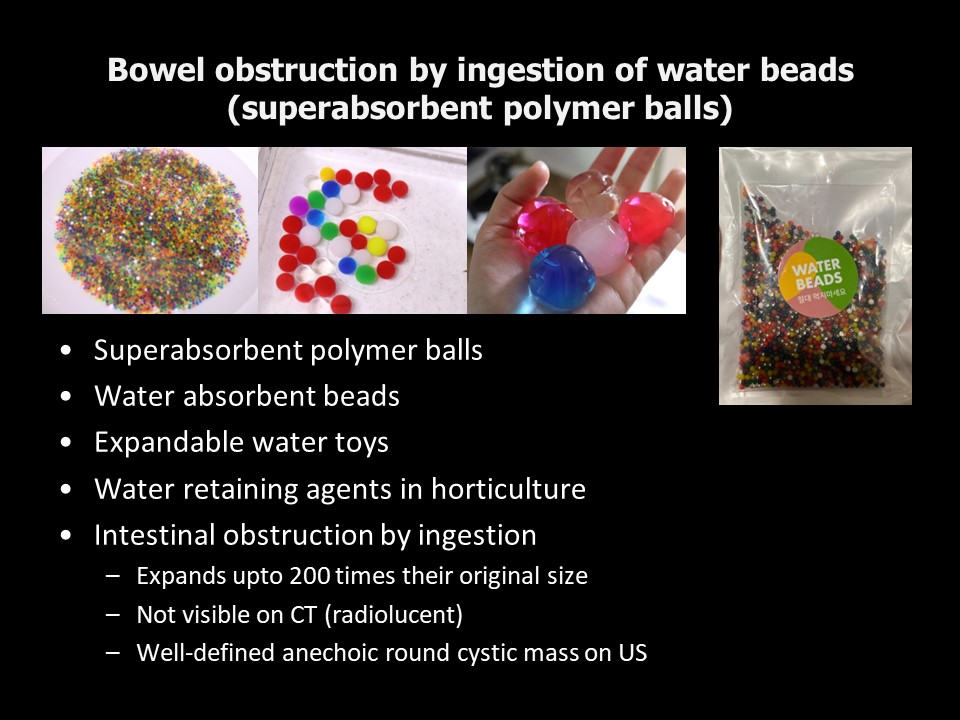 Bowel obstruction by ingestion of water beads
(superabsorbent polymer balls)
WATER
BEADS
절대 먹지마세요
• Superabsorbent polymer balls
• Water absorbent beads
• Expandable water toys
• Water retaining agents in horticulture
• Intestinal obstruction by ingestion
– Expands upto 200 times their original size
– Not visible on CT (radiolucent)
– Well-defined anechoic round cystic mass on US